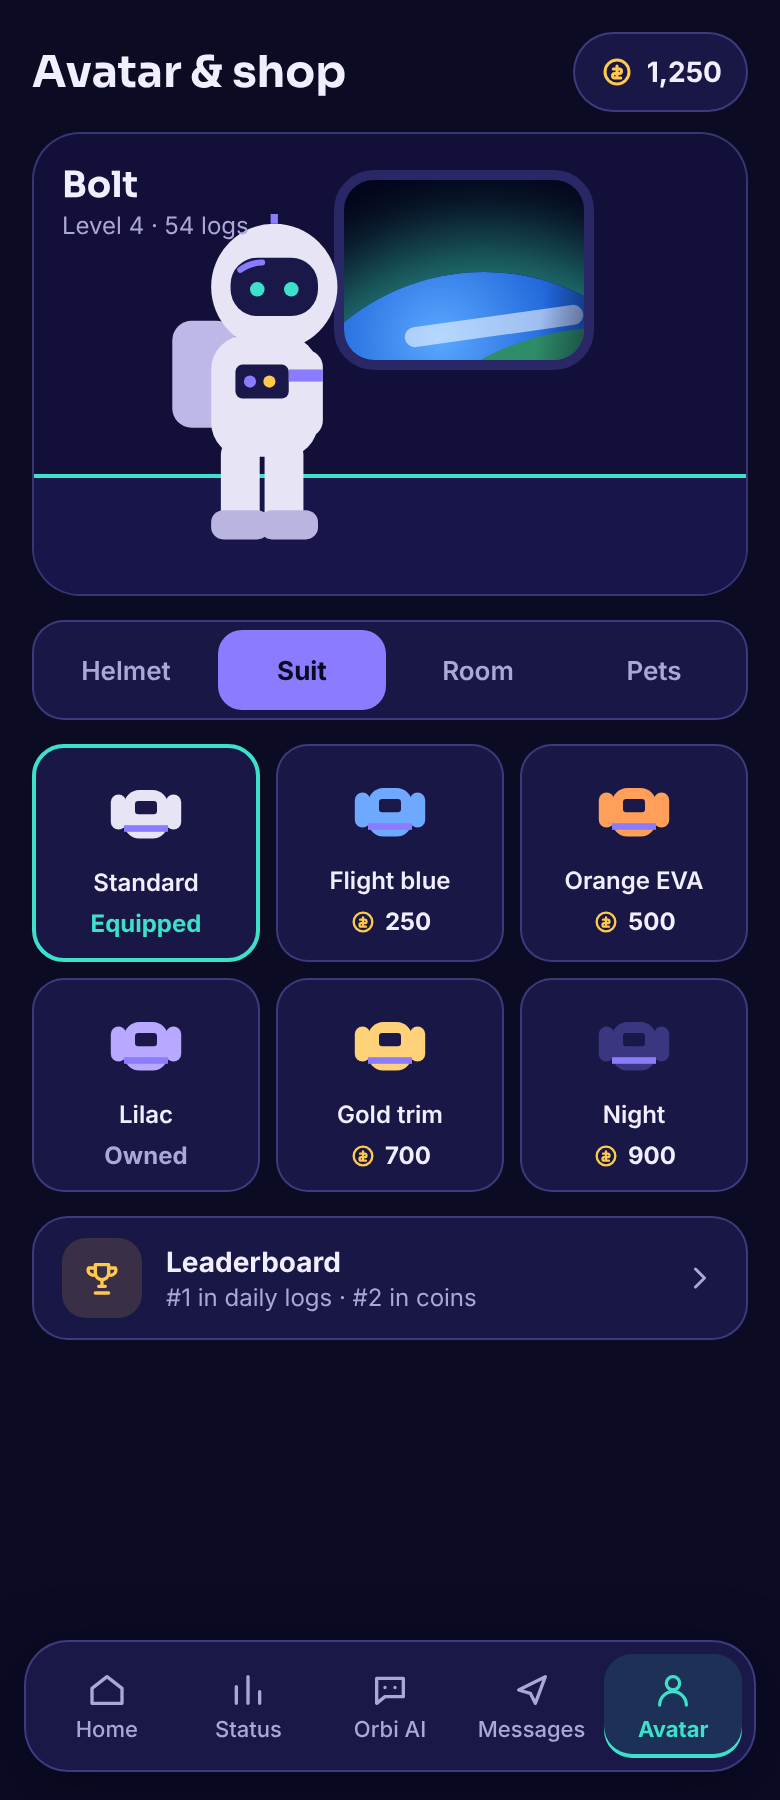 Avatar & shop
1,250
Bolt
Level 4 · 54 logs
Helmet
Suit
Room
Pets
Standard
Equipped
Flight blue
250
Orange EVA
500
Lilac
Owned
Gold trim
700
Night
900
Leaderboard
#1 in daily logs · #2 in coins
Home
Status
Orbi AI
Messages
Avatar